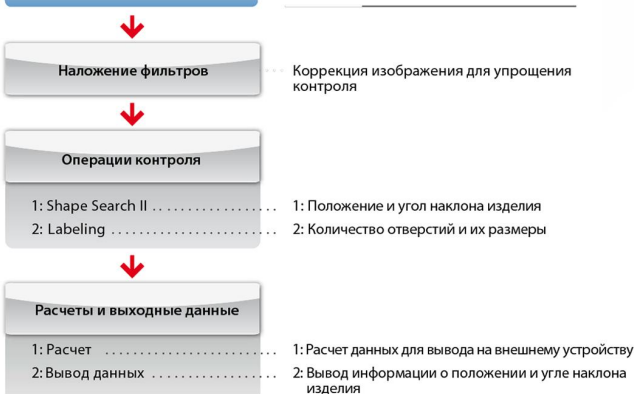 Наложение фильтров
Коррекция изображения для упрощения
контроля
Операции контроля
1: Shape Search II
1: Положение и угол наклона изделия
2: Labeling
2: Количество отверстий и их размеры
Расчеты и выходные данные
1: Расчет
1: Расчет данных для вывода на внешнему устройству
2: Вывод данных
2: Вывод информации о положении и угле наклона
изделия